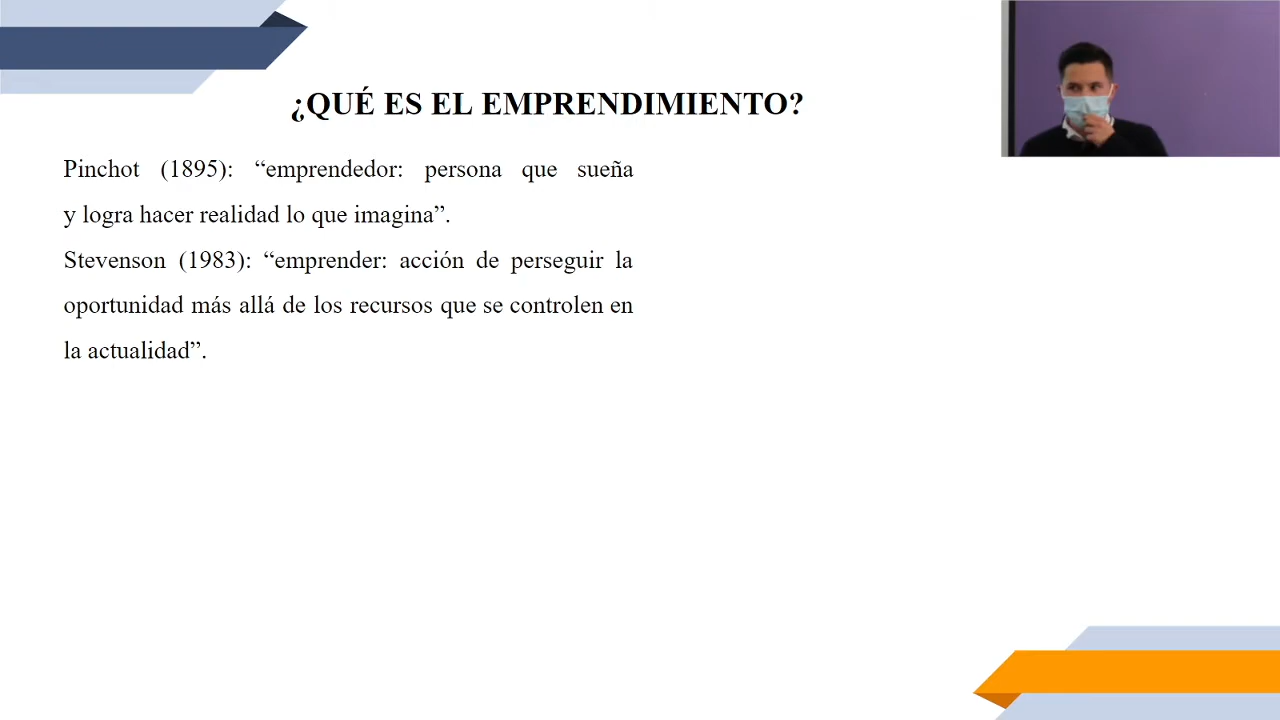 ¿QUÉ ES EL EMPRENDIMIENTO?
Pinchot (1895): “emprendedor: persona que sueña
y logra hacer realidad lo que imagina”.
Stevenson (1983): “emprender: acción de perseguir la
oportunidad más allá de los recursos que se controlen en
la actualidad”.